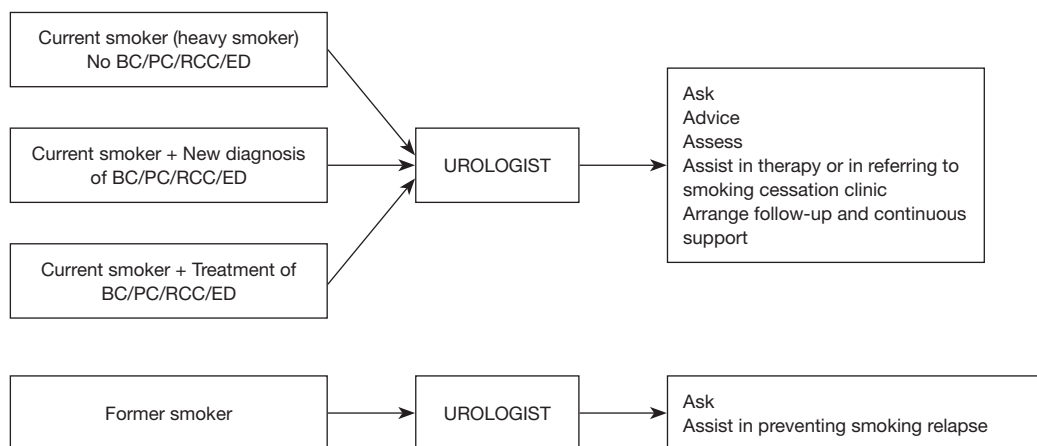 Current smoker (heavy smoker)
No BC/PC/RCC/ED
Current smoker + New diagnosis
of BC/PC/RCC/ED
Current smoker + Treatment of
BC/PC/RCC/ED
UROLOGIST
Ask
Advice
Assess
Assist in therapy or in referring to
smoking cessation clinic
Arrange follow-up and continuous
support
Former smoker
UROLOGIST
Ask
Assist in preventing smoking relapse